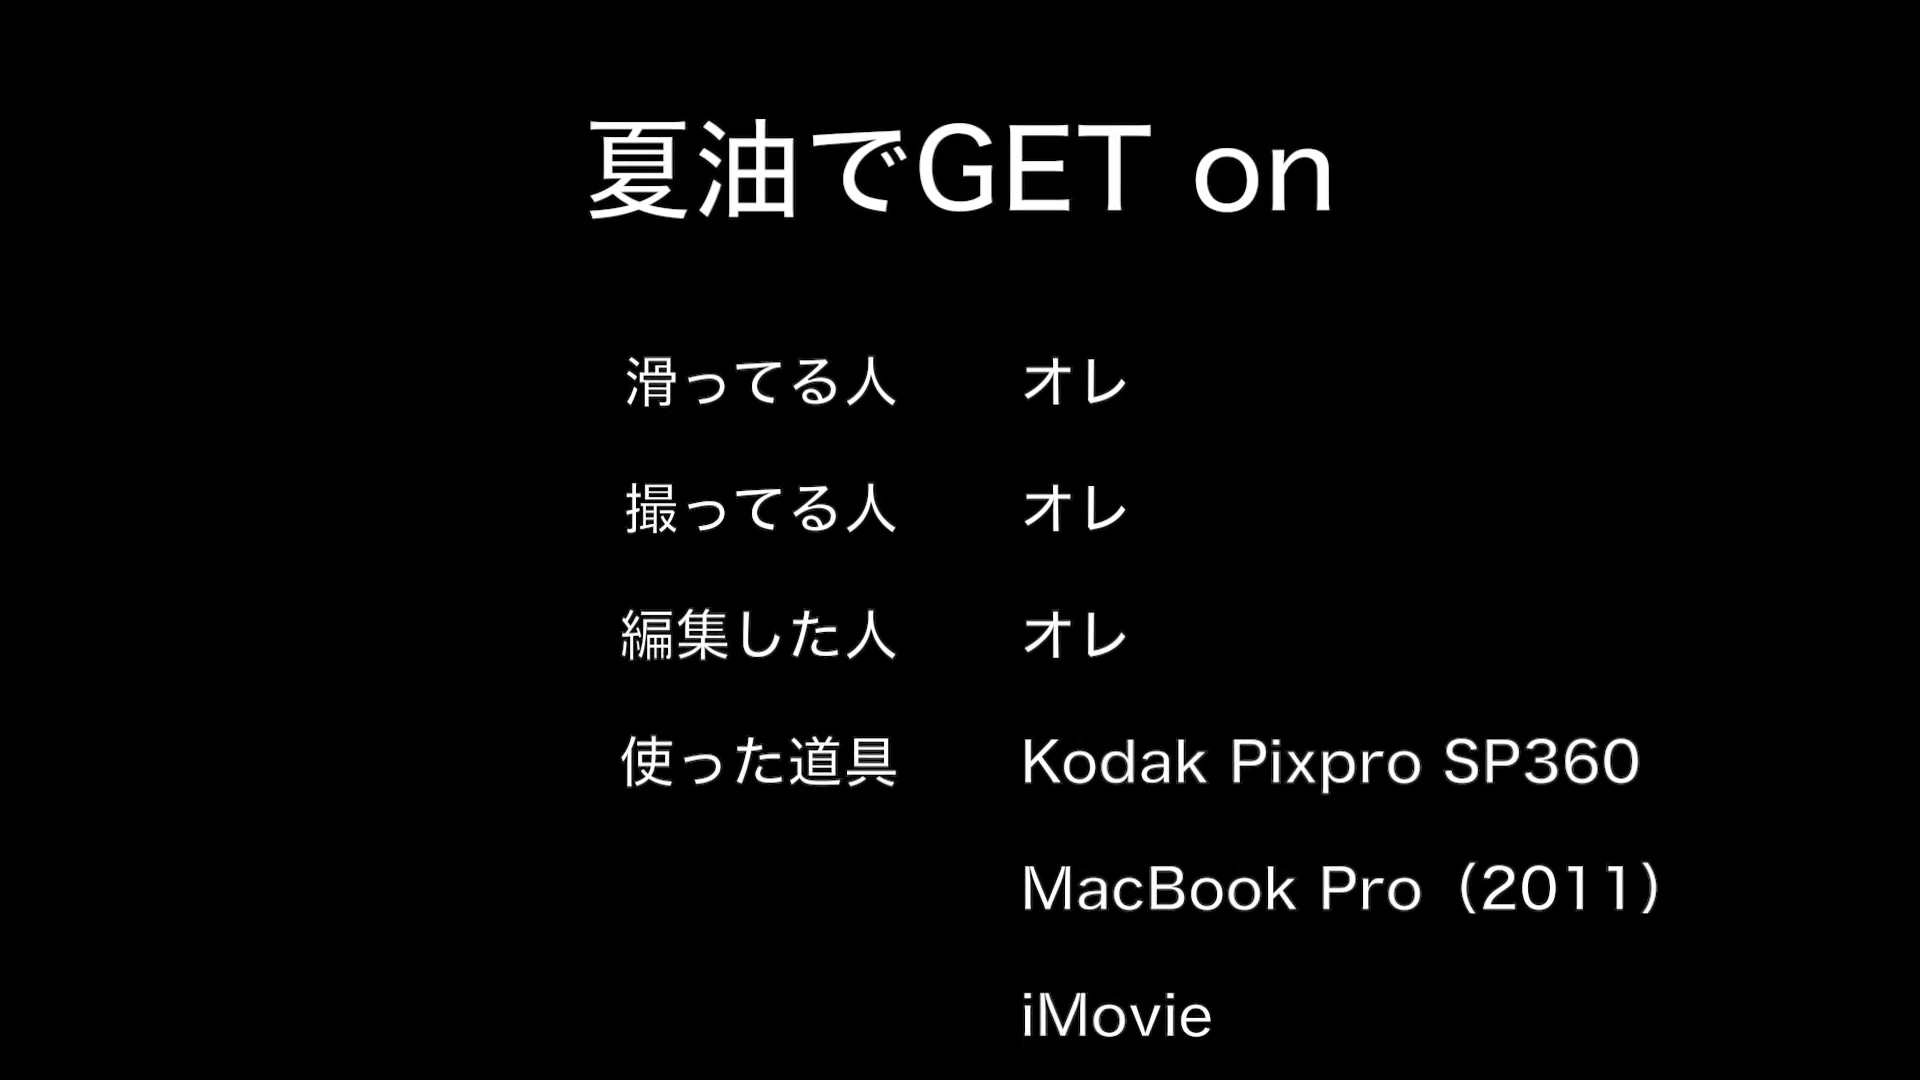 夏油でGET on
滑ってる人 オレ
撮ってる人 オレ
編集した人 オレ
使った道具 Kodak Pixpro SP360
MacBook Pro（2011）
iMovie